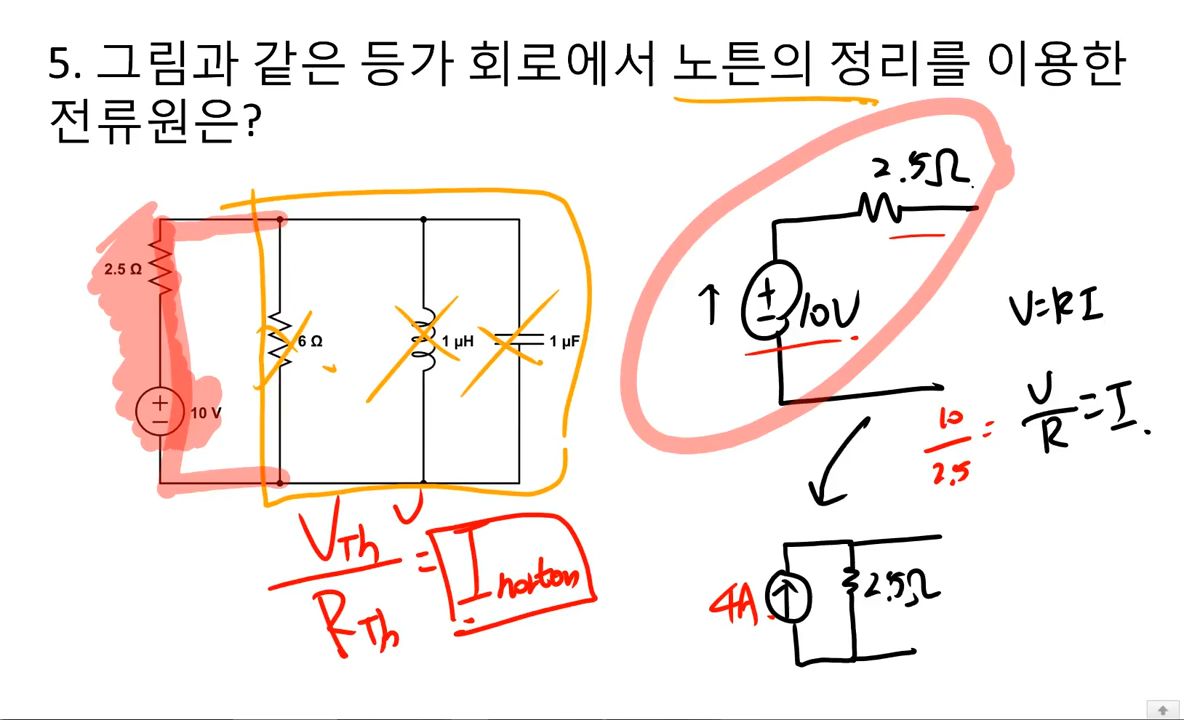 5. 그림과 같은 등가 회로에서 노튼의 정리를 이용한
전류원은?
2.5Ω
2.5 Ω
10V
V=RI
6 Ω
1 µH
1 µF
10 V
10/2.5 =
V/R = I.
V_Th / R_Th = I_norton
4A
2.5Ω